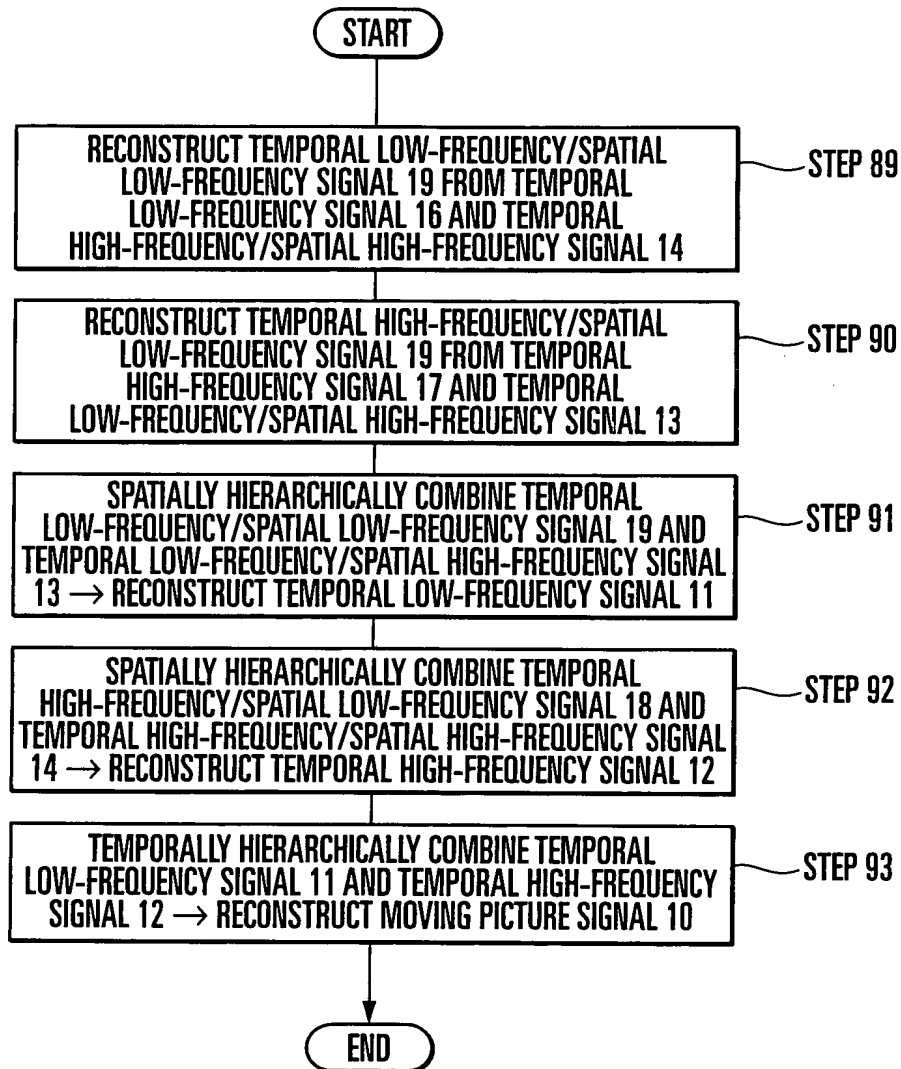 START
RECONSTRUCT TEMPORAL LOW-FREQUENCY/SPATIAL
LOW-FREQUENCY SIGNAL 19 FROM TEMPORAL
LOW-FREQUENCY SIGNAL 16 AND TEMPORAL
HIGH-FREQUENCY/SPATIAL HIGH-FREQUENCY SIGNAL 14
STEP 89
RECONSTRUCT TEMPORAL HIGH-FREQUENCY/SPATIAL
LOW-FREQUENCY SIGNAL 19 FROM TEMPORAL
HIGH-FREQUENCY SIGNAL 17 AND TEMPORAL
LOW-FREQUENCY/SPATIAL HIGH-FREQUENCY SIGNAL 13
STEP 90
SPATIALLY HIERARCHICALLY COMBINE TEMPORAL
LOW-FREQUENCY/SPATIAL LOW-FREQUENCY SIGNAL 19 AND
TEMPORAL LOW-FREQUENCY/SPATIAL HIGH-FREQUENCY SIGNAL
13 → RECONSTRUCT TEMPORAL LOW-FREQUENCY SIGNAL 11
STEP 91
SPATIALLY HIERARCHICALLY COMBINE TEMPORAL
HIGH-FREQUENCY/SPATIAL LOW-FREQUENCY SIGNAL 18 AND
TEMPORAL HIGH-FREQUENCY/SPATIAL HIGH-FREQUENCY SIGNAL
14 → RECONSTRUCT TEMPORAL HIGH-FREQUENCY SIGNAL 12
STEP 92
TEMPORALLY HIERARCHICALLY COMBINE TEMPORAL
LOW-FREQUENCY SIGNAL 11 AND TEMPORAL HIGH-FREQUENCY
SIGNAL 12 → RECONSTRUCT MOVING PICTURE SIGNAL 10
STEP 93
END